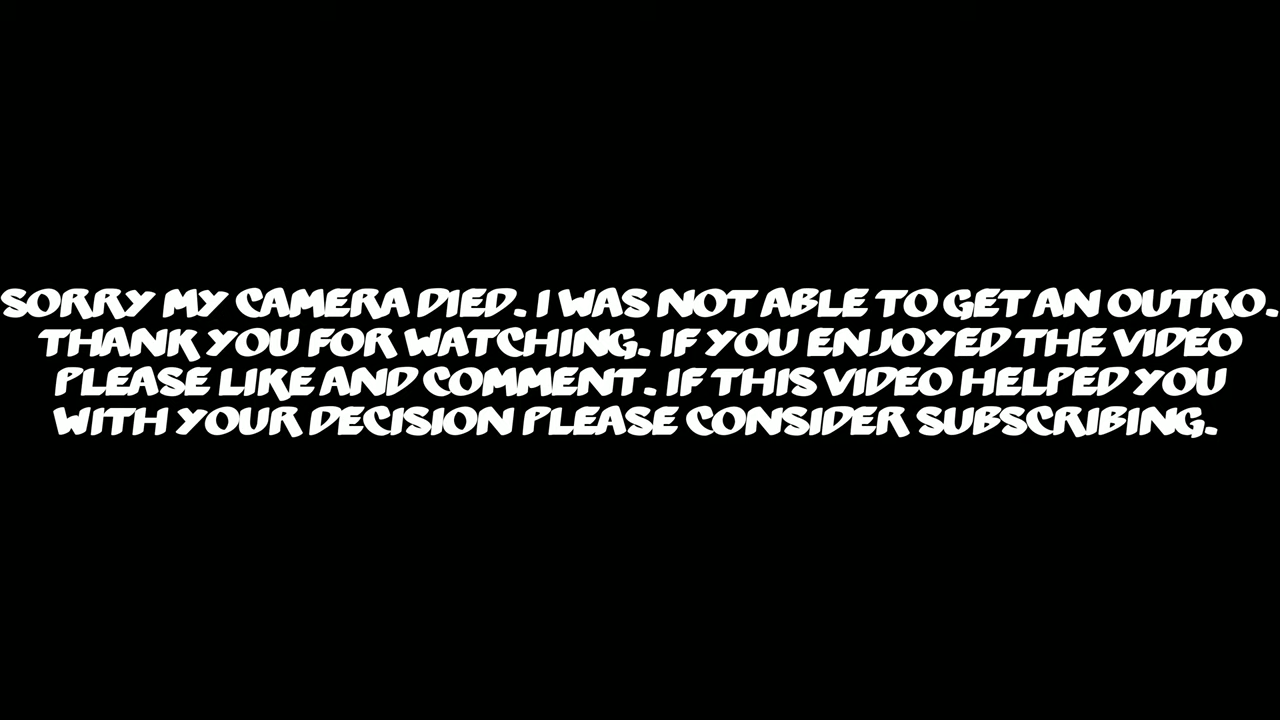 SORRY MY CAMERA DIED. I WAS NOT ABLE TO GET AN OUTRO.
THANK YOU FOR WATCHING. IF YOU ENJOYED THE VIDEO
PLEASE LIKE AND COMMENT. IF THIS VIDEO HELPED YOU
WITH YOUR DECISION PLEASE CONSIDER SUBSCRIBING.